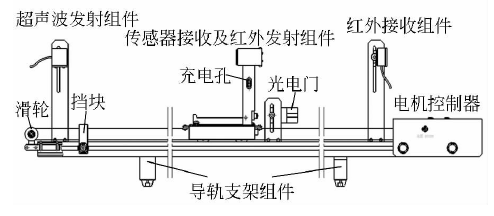 超声波发射组件
传感器接收及红外发射组件
红外接收组件
充电孔
光电门
电机控制器
滑轮
挡块
导轨支架组件